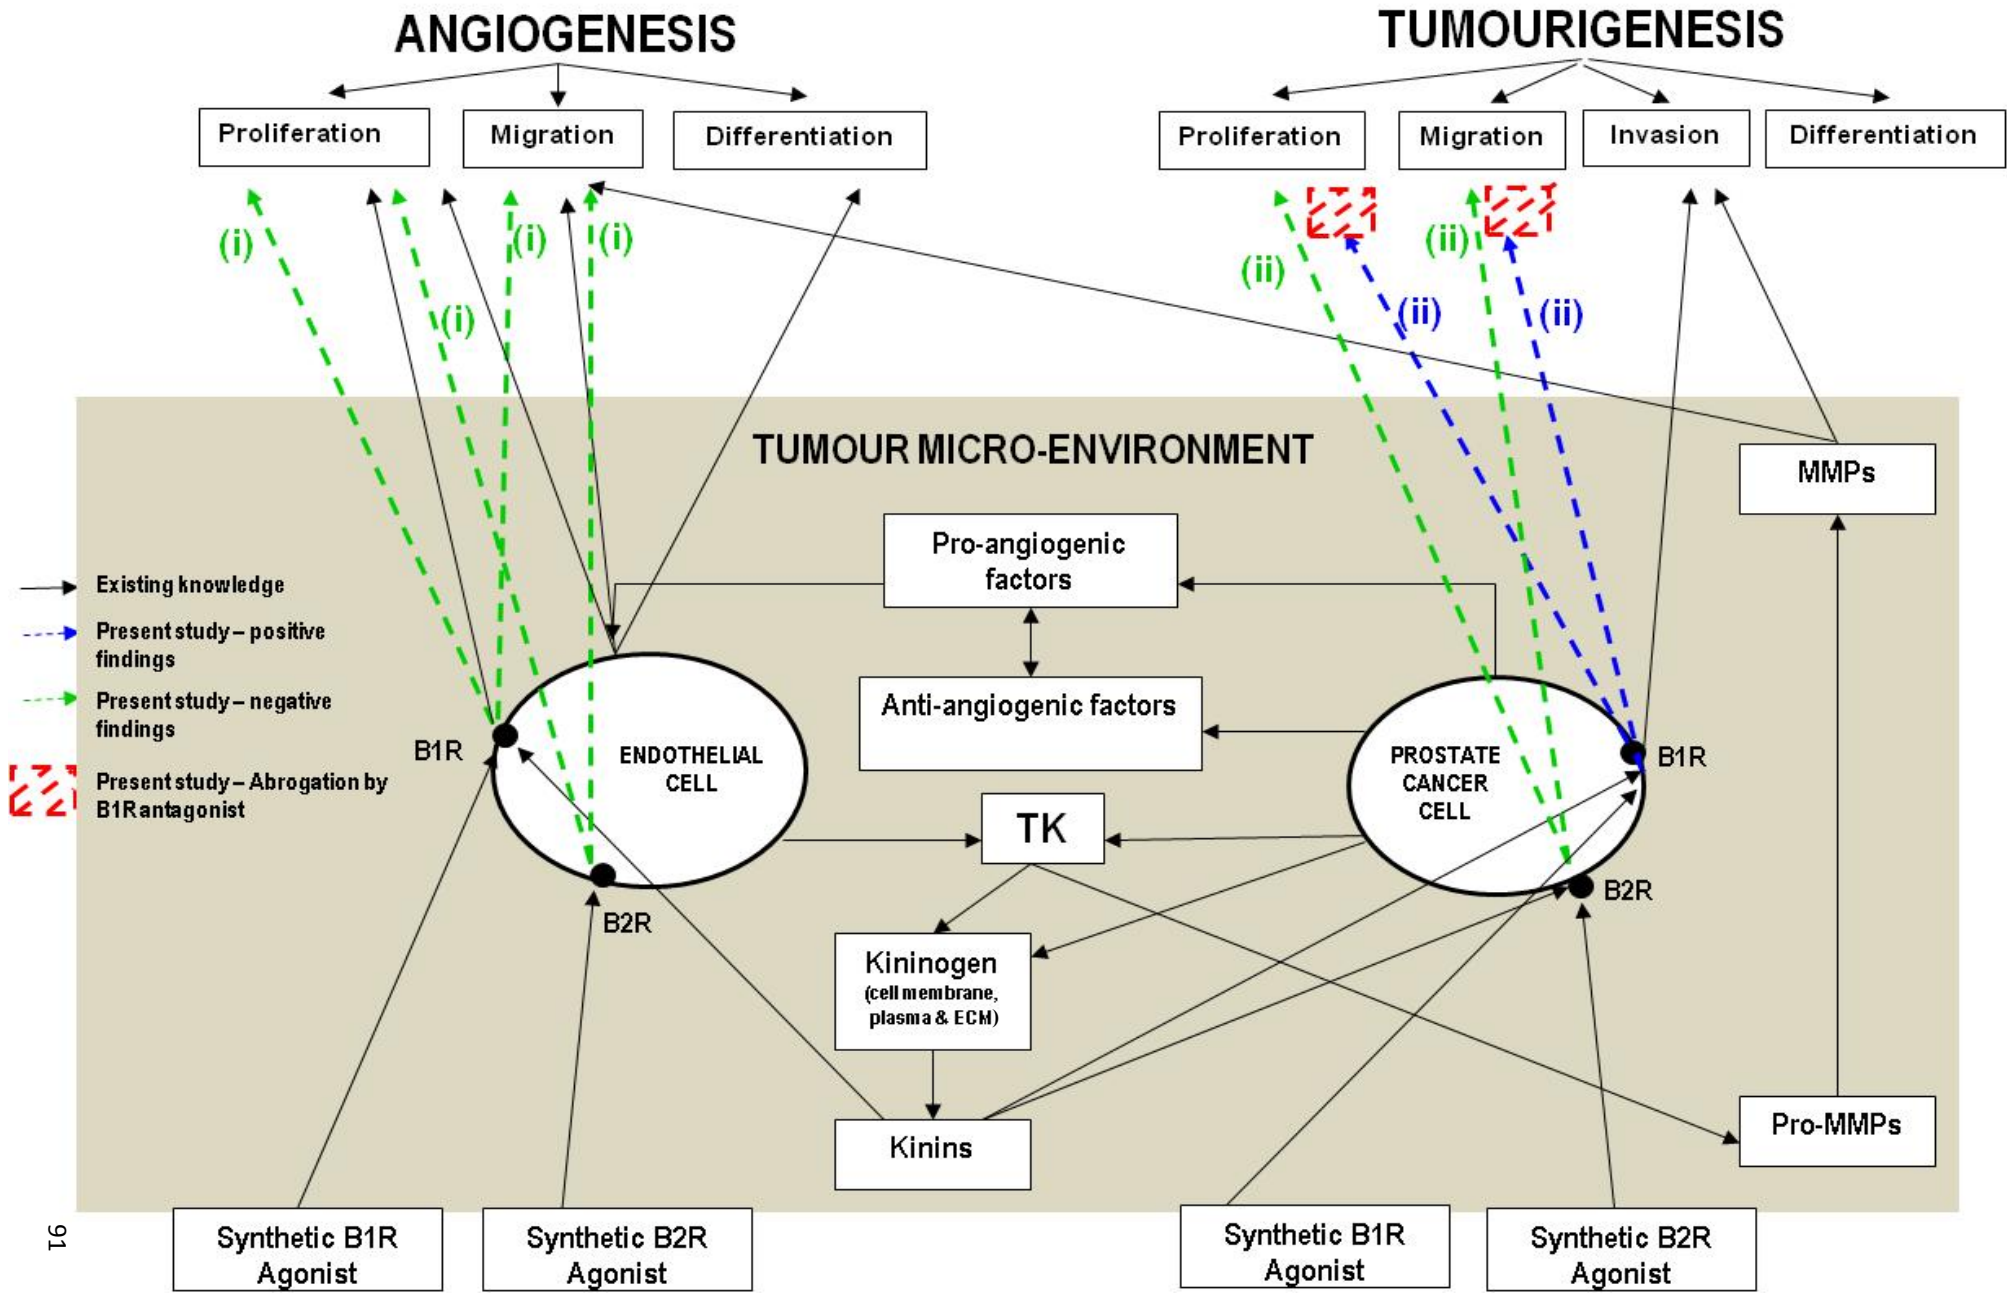 ANGIOGENESIS
TUMOURIGENESIS
Proliferation
Migration
Differentiation
Proliferation
Migration
Invasion
Differentiation
(i)
(i)
(i)
(i)
(ii)
(ii)
(ii)
(ii)
TUMOUR MICRO-ENVIRONMENT
MMPs
Pro-angiogenic
factors
Existing knowledge
Present study – positive
findings
Present study – negative
findings
Present study – Abrogation by
B1R antagonist
Anti-angiogenic factors
B1R
ENDOTHELIAL
CELL
B2R
PROSTATE
CANCER
CELL
B1R
B2R
TK
Kininogen
(cell membrane,
plasma & ECM)
Kinins
Pro-MMPs
Synthetic B1R
Agonist
Synthetic B2R
Agonist
Synthetic B1R
Agonist
Synthetic B2R
Agonist
91